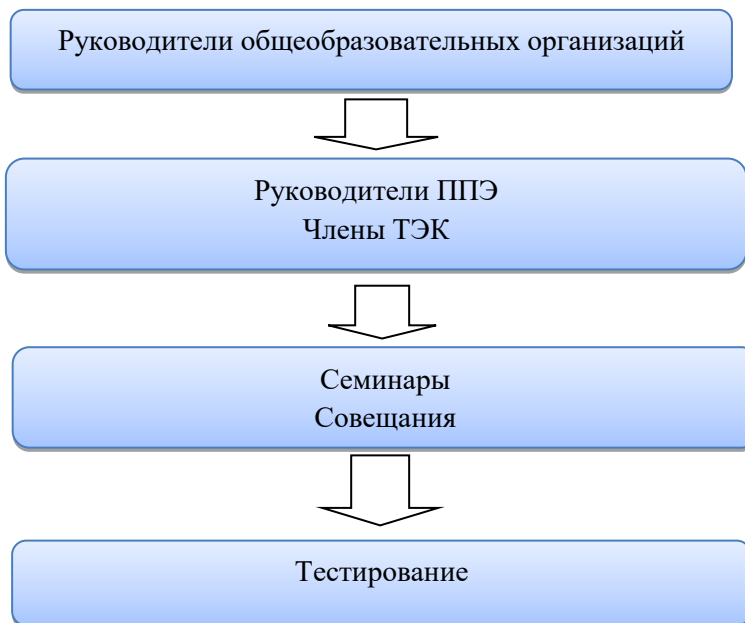 Руководители общеобразовательных организаций
Руководители ППЭ
Члены ТЭК
Семинары
Совещания
Тестирование